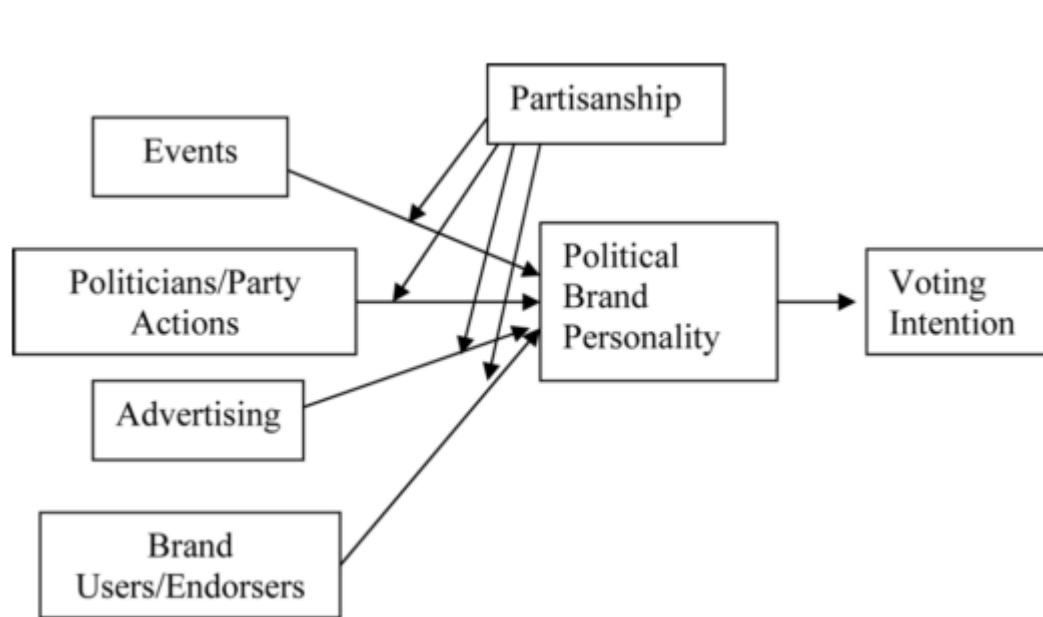 Partisanship
Events
Politicians/Party
Actions
Political
Brand
Personality
Voting
Intention
Advertising
Brand
Users/Endorsers